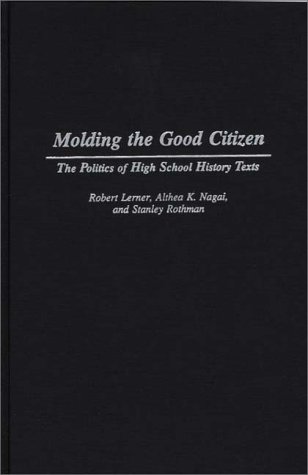 Molding the Good Citizen
The Politics of High School History Texts
Robert Lerner, Althea K. Nagai,
and Stanley Rothman